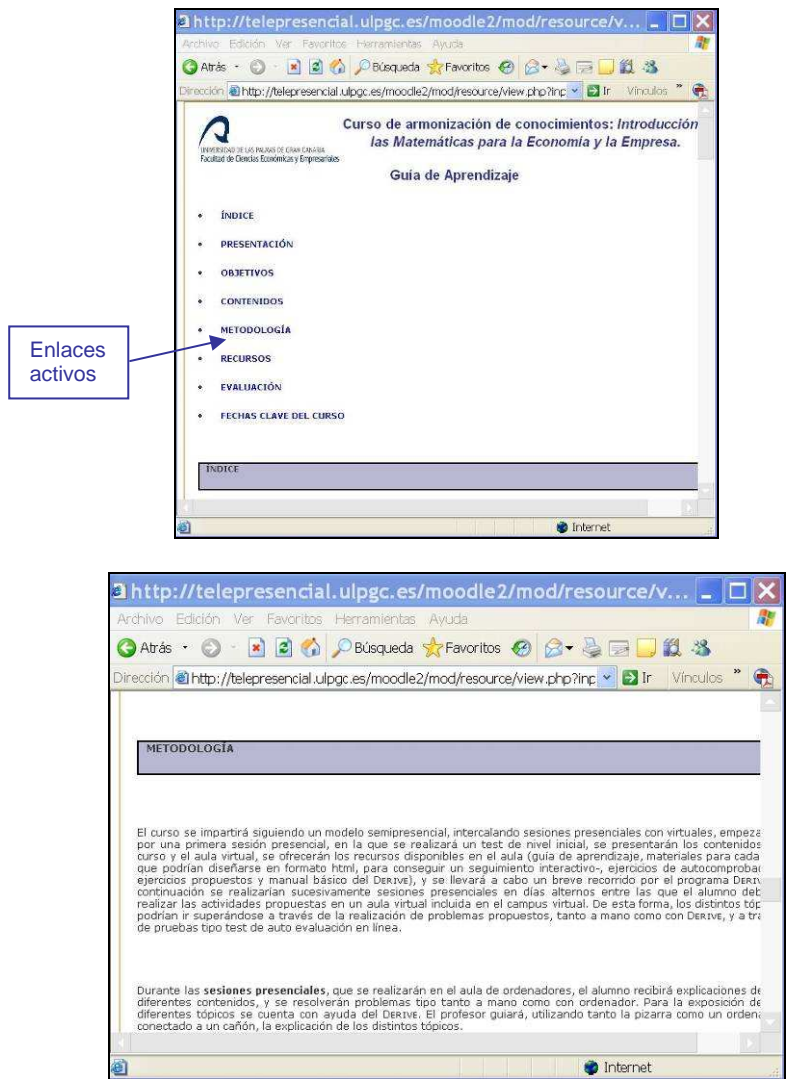 http://telepresencial.ulpgc.es/moodle2/mod/resource/v...
Archivo Edición Ver Favoritos Herramientas Ayuda
Atrás Búsqueda Favoritos
Dirección http://telepresencial.ulpgc.es/moodle2/mod/resource/view.php?inp Ir Vínculos »
Curso de armonización de conocimientos: Introducción
las Matemáticas para la Economía y la Empresa.
UNIVERSIDAD DE LAS PALMAS DE GRAN CANARIA
Facultad de Ciencias Económicas y Empresariales
Guía de Aprendizaje
• ÍNDICE
• PRESENTACIÓN
• OBJETIVOS
• CONTENIDOS
• METODOLOGÍA
Enlaces
activos
• RECURSOS
• EVALUACIÓN
• FECHAS CLAVE DEL CURSO
ÍNDICE
Internet
http://telepresencial.ulpgc.es/moodle2/mod/resource/v...
Archivo Edición Ver Favoritos Herramientas Ayuda
Atrás Búsqueda Favoritos
Dirección http://telepresencial.ulpgc.es/moodle2/mod/resource/view.php?inp Ir Vínculos »
METODOLOGÍA
El curso se impartirá siguiendo un modelo semipresencial, intercalando sesiones presenciales con virtuales, empeza
por una primera sesión presencial, en la que se realizará un test de nivel inicial, se presentarán los contenidos
curso y el aula virtual, se ofrecerán los recursos disponibles en el aula (guía de aprendizaje, materiales para cada
que podrían diseñarse en formato html, para conseguir un seguimiento interactivo-, ejercicios de autocomproba
ejercicios propuestos y manual básico del DERIVE), y se llevará a cabo un breve recorrido por el programa DERIV
continuación se realizarían sucesivamente sesiones presenciales en días alternos entre las que el alumno deb
realizar las actividades propuestas en un aula virtual incluida en el campus virtual. De esta forma, los distintos tóp
podrían ir superándose a través de la realización de problemas propuestos, tanto a mano como con DERIVE, y a tra
de pruebas tipo test de auto evaluación en línea.
Durante las sesiones presenciales, que se realizarán en el aula de ordenadores, el alumno recibirá explicaciones de
diferentes contenidos, y se resolverán problemas tipo tanto a mano como con ordenador. Para la exposición de
diferentes tópicos se cuenta con ayuda del DERIVE. El profesor guiará, utilizando tanto la pizarra como un ordena
conectado a un cañón, la explicación de los distintos tópicos.
Internet